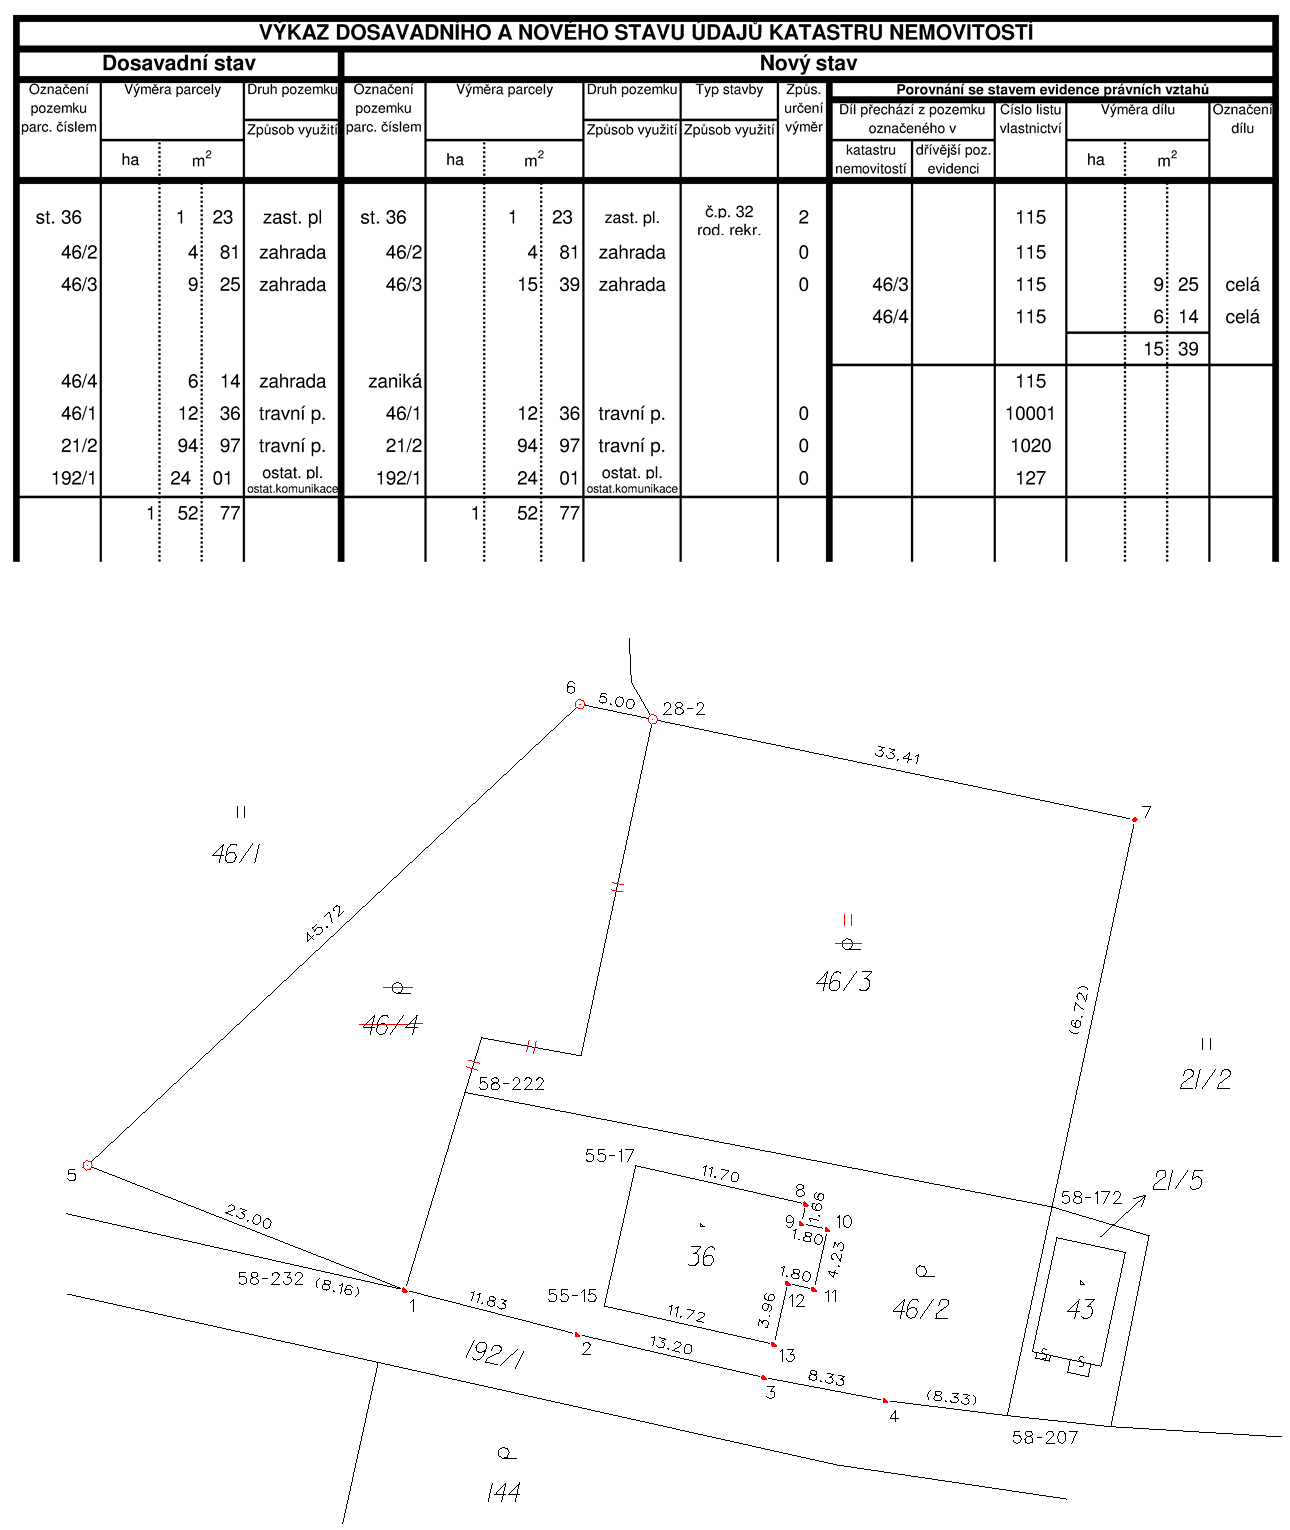 VÝKAZ DOSAVADNÍHO A NOVÉHO STAVU ÚDAJŮ KATASTRU NEMOVITOSTÍ
Dosavadní stav Nový stav
Označení pozemku parc. číslem Výměra parcely ha m2 Druh pozemku Způsob využití Označení pozemku parc. číslem Výměra parcely ha m2 Druh pozemku Způsob využití Typ stavby Způsob využití Způs. určení výměr Porovnání se stavem evidence právních vztahů
Díl přechází z pozemku označeného v Číslo listu vlastnictví Výměra dílu Označení dílu
katastru nemovitostí dřívější poz. evidenci ha m2
st. 36 1 23 zast. pl st. 36 1 23 zast. pl. č.p. 32 rod. rekr. 2 115
46/2 4 81 zahrada 46/2 4 81 zahrada 0 115
46/3 9 25 zahrada 46/3 15 39 zahrada 0 46/3 115 9 25 celá
46/4 115 6 14 celá
15 39
46/4 6 14 zahrada zaniká 115
46/1 12 36 travní p. 46/1 12 36 travní p. 0 10001
21/2 94 97 travní p. 21/2 94 97 travní p. 0 1020
192/1 24 01 ostat. pl. ostat.komunikace 192/1 24 01 ostat. pl. ostat.komunikace 0 127
1 52 77 1 52 77
6 5.00 28-2
33.41
7
46/1
45.72
46/3
46/4
(6.72)
58-222
21/2
55-17
5
11.70
8
1.66
58-172
21/5
23.00
9
10
1.80
36
4.23
58-232 (8.16)
1
1.80
12
11
55-15
11.83
11.72
3.96
46/2
43
2
13.20
13
192/1
3
8.33
4
(8.33)
58-207
144